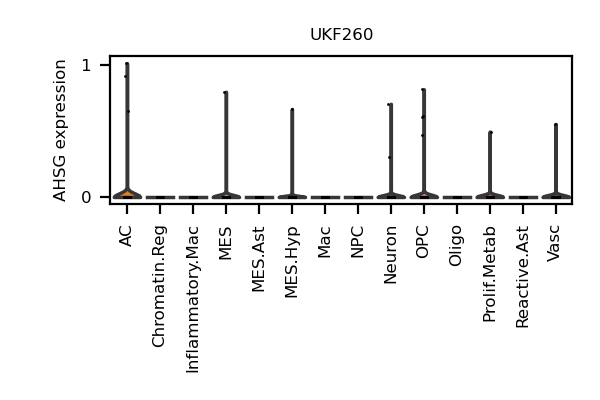 UKF260
AHSG expression
1
0
AC
Chromatin.Reg
Inflammatory.Mac
MES
MES.Ast
MES.Hyp
Mac
NPC
Neuron
OPC
Oligo
Prolif.Metab
Reactive.Ast
Vasc